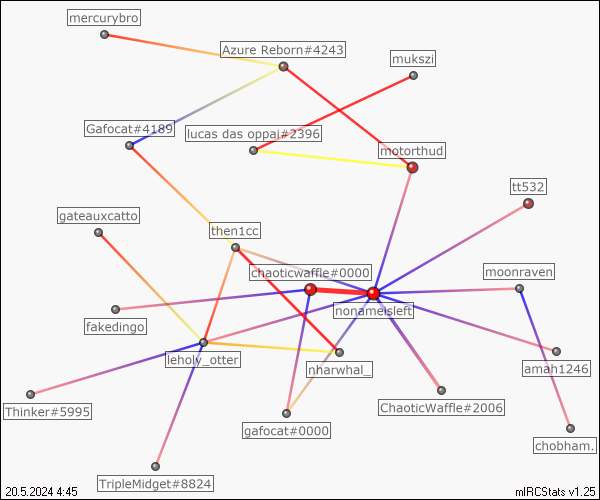 mercurybro
Azure Reborn#4243
mukszi
Gafocat#4189
lucas das oppai#2396
motorthud
tt532
gateauxcatto
then1cc
chaoticwaffle#0000
moonraven
nonameisleft
fakedingo
leholy_otter
nharwhal_
amah1246
Thinker#5995
gafocat#0000
ChaoticWaffle#2006
chobham.
TripleMidget#8824
20.5.2024 4:45
mIRCStats v1.25